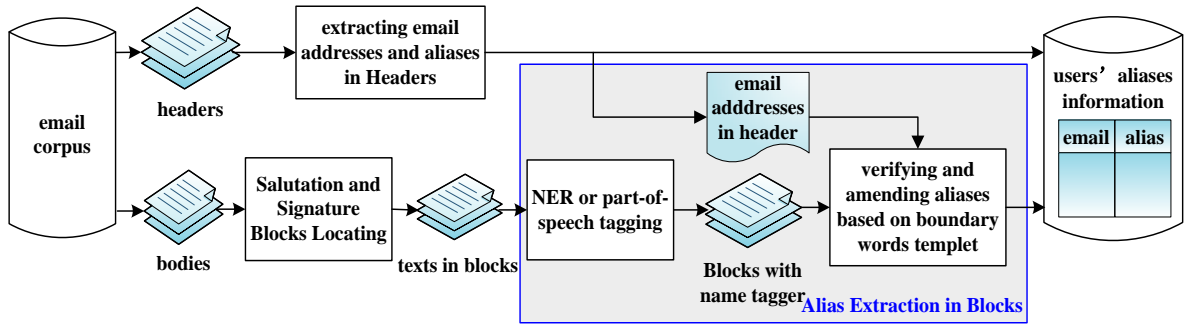 email
corpus
headers
extracting email
addresses and aliases
in Headers
email
adddresses
in header
users’ aliases
information
email
alias
bodies
Salutation and
Signature
Blocks Locating
texts in blocks
NER or part-of-
speech tagging
Blocks with
name tagger
verifying and
amending aliases
based on boundary
words templet
Alias Extraction in Blocks